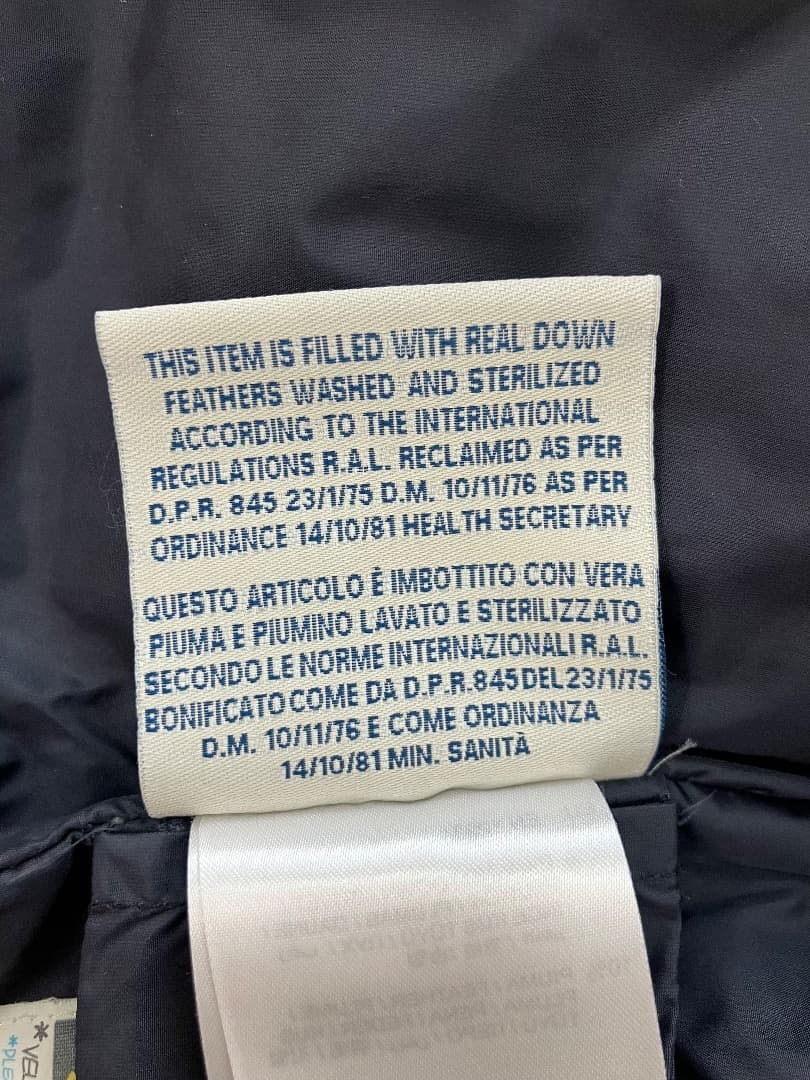 THIS ITEM IS FILLED WITH REAL DOWN
FEATHERS WASHED AND STERILIZED
ACCORDING TO THE INTERNATIONAL
REGULATIONS R.A.L. RECLAIMED AS PER
D.P.R. 845 23/1/75 D.M. 10/11/76 AS PER
ORDINANCE 14/10/81 HEALTH SECRETARY
QUESTO ARTICOLO È IMBOTTITO CON VERA
PIUMA E PIUMINO LAVATO E STERILIZZATO
SECONDO LE NORME INTERNAZIONALI R.A.L.
BONIFICATO COME DA D.P.R.845 DEL 23/1/75
D.M. 10/11/76 E COME ORDINANZA
14/10/81 MIN. SANITÀ